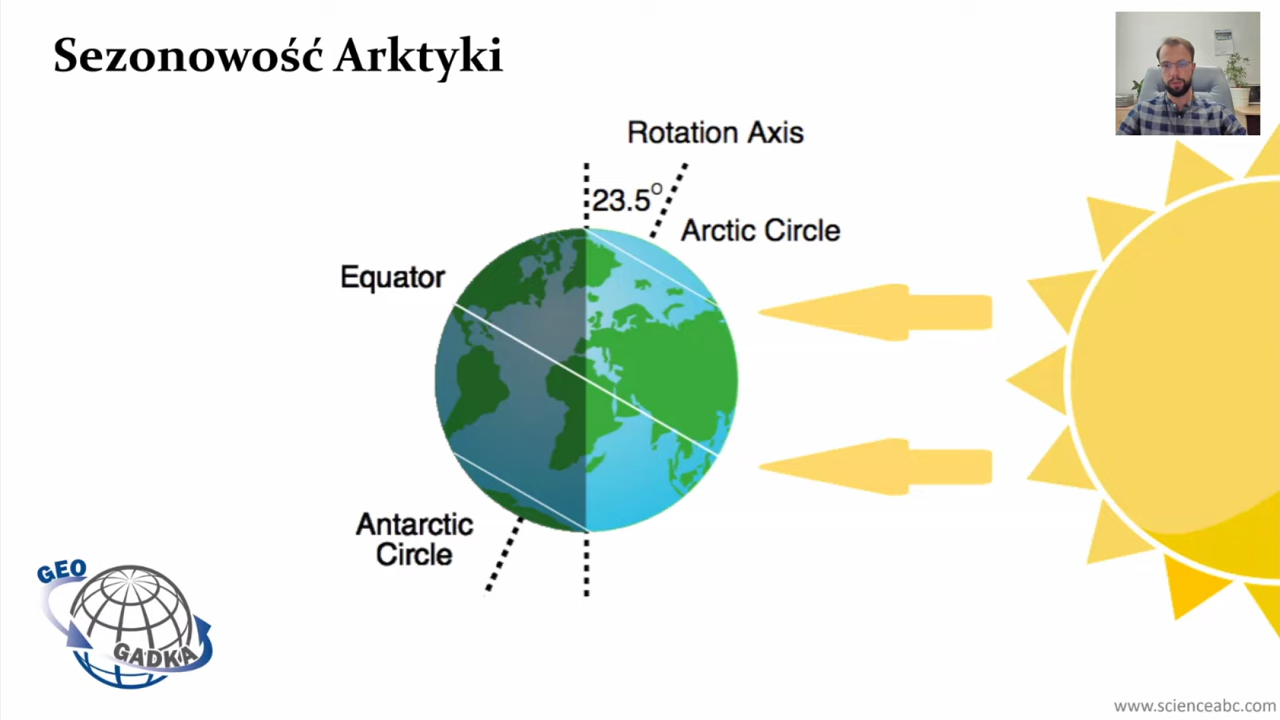 Sezonowość Arktyki
Rotation Axis
23.5°
Arctic Circle
Equator
Antarctic
Circle
GEO
GADKA
www.scienceabc.com